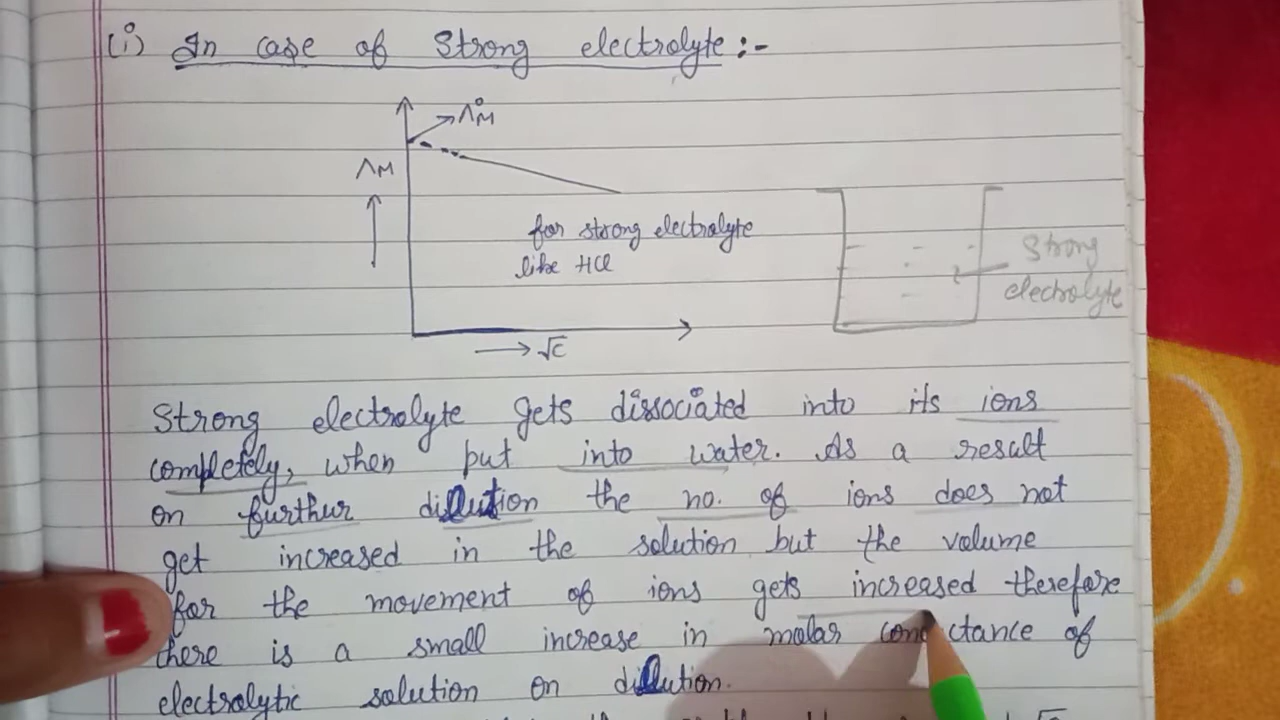 (i) In case of Strong electrolyte :-
Λ°M
ΛM
for strong electrolyte
like HCl
Strong
electrolyte
→ √C
Strong electrolyte gets dissociated into its ions
completely, when put into water. As a result
on furthur dillution the no. of ions does not
get increased in the solution but the volume
for the movement of ions gets increased therefore
there is a small increase in molar conductance of
electrolytic solution on dillution.